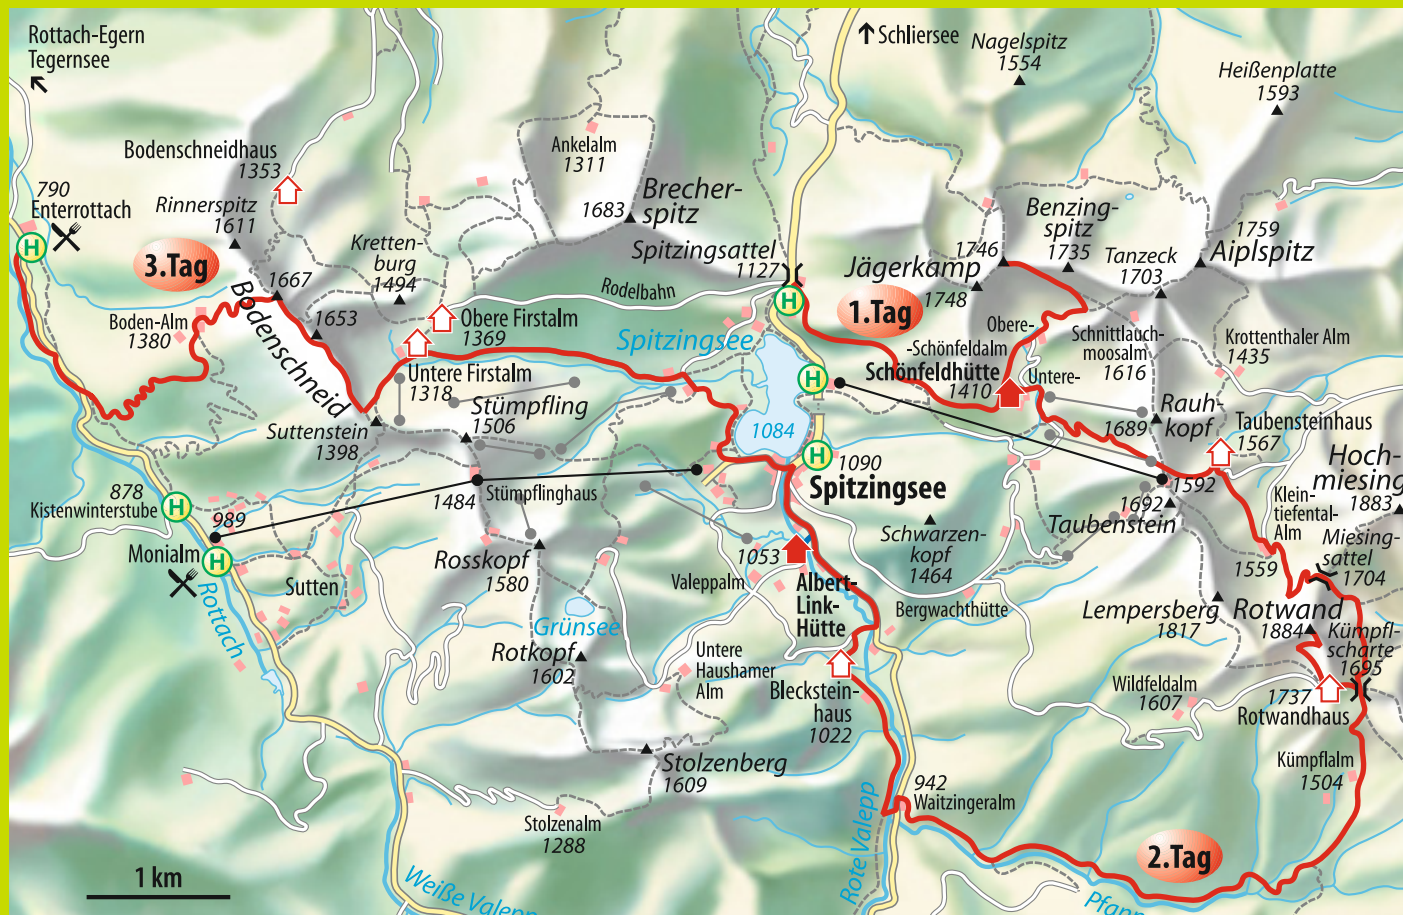 Rottach-Egern
Tegernsee
Schliersee
Nagelspitz
1554
Heißenplatte
1593
Bodenschneidhaus
1353
Ankelalm
1311
Brecher-
spitz
1683
790
Enterrottach
Rinnerspitz
1611
3.Tag
Kretten-
burg
1494
Spitzingsattel
1127
Benzing-
spitz
1735
1759
Aiplspitz
1746
Jägerkamp
1748
Tanzeck
1703
1667
Bodenschneid
1653
Rodelbahn
1.Tag
Boden-Alm
1380
Obere Firstalm
1369
Spitzingsee
Obere-
-Schönfeldalm
Schnittlauch-
moosalm
1616
Krottenthaler Alm
1435
Untere Firstalm
1318
Schönfeldhütte
1410
Untere-
Stümpfling
1506
Suttenstein
1398
1084
1689
Rauh-
kopf
Taubensteinhaus
1567
Hoch-
miesing
1883
878
Kistenwinterstube
1484
Stümpflinghaus
1090
Spitzingsee
1592
1692
Taubenstein
Klein-
tiefental-
Alm
989
Monialm
Rosskopf
1580
1053
Schwarzen-
kopf
1464
Miesing-
sattel
1704
1559
Sutten
Valeppalm
Albert-
Link-
Hütte
Bergwachthütte
Lempersberg
1817
Rotwand
1884
Rottach
Grünsee
Kümpfl-
scharte
1695
Rotkopf
1602
Untere
Haushamer
Alm
Bleckstein-
haus
1022
Wildfeldalm
1607
1737
Rotwandhaus
Stolzenberg
1609
Kümpflalm
1504
942
Waitzingeralm
Stolzenalm
1288
Rote Valepp
2.Tag
1 km
Weiße Valepp
Pfann